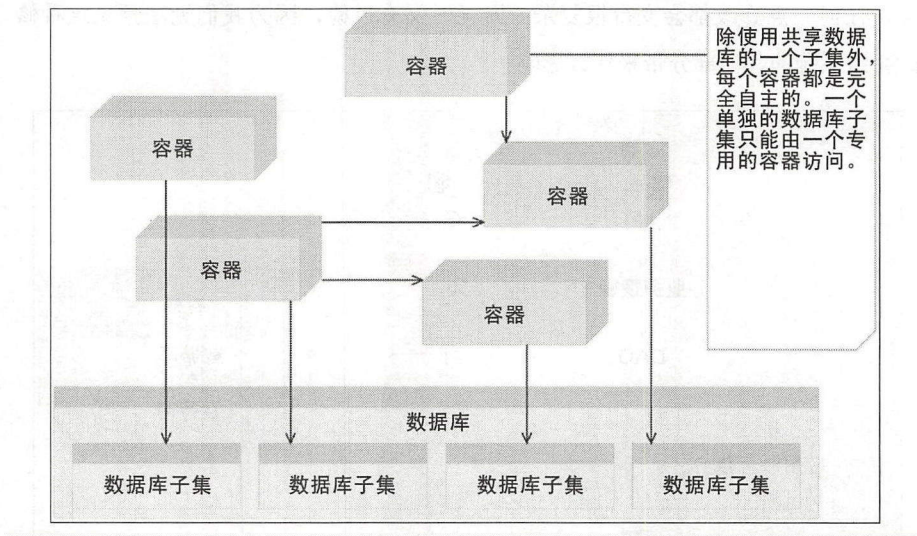 容器
除使用共享数据
库的一个子集外，
每个容器都是完
全自主的。一个
单独的数据库子
集只能由一个专
用的容器访问。
容器
容器
容器
容器
数据库
数据库子集
数据库子集
数据库子集
数据库子集